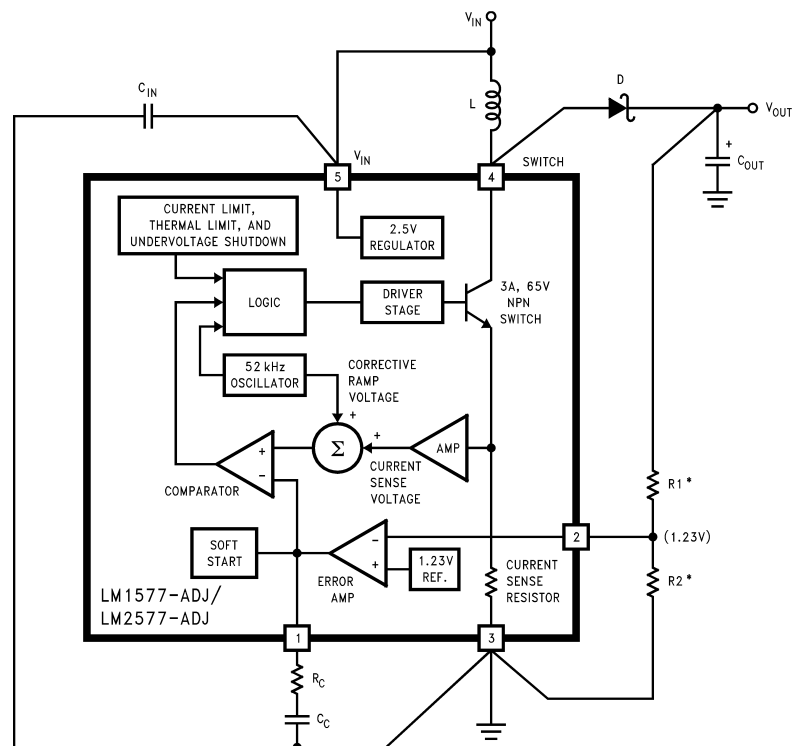 V_IN
C_IN
L
D
V_OUT
+
C_OUT
V_IN
5
4
SWITCH
CURRENT LIMIT,
THERMAL LIMIT, AND
UNDERVOLTAGE SHUTDOWN
2.5V
REGULATOR
LOGIC
DRIVER
STAGE
3A, 65V
NPN
SWITCH
52 kHz
OSCILLATOR
CORRECTIVE
RAMP
VOLTAGE
+
Σ
+
AMP
+
−
COMPARATOR
CURRENT
SENSE
VOLTAGE
R1*
2
(1.23V)
SOFT
START
−
+
ERROR
AMP
1.23V
REF.
CURRENT
SENSE
RESISTOR
R2*
LM1577-ADJ/
LM2577-ADJ
1
3
R_C
C_C